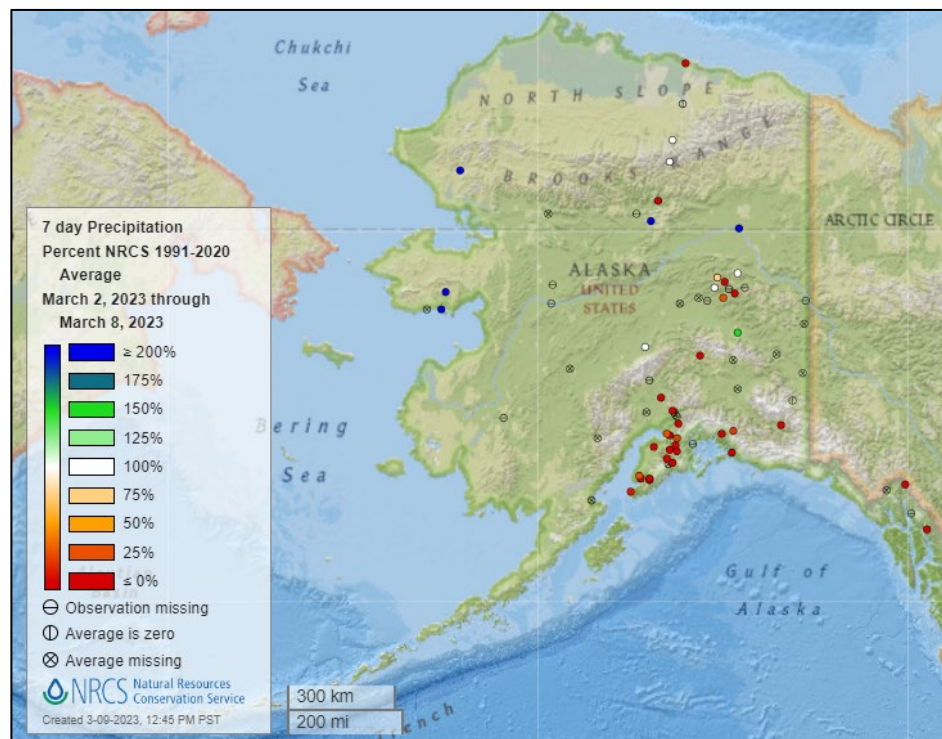 Chukchi
Sea
NORTH SLOPE
BROOKS RANGE
ARCTIC CIRCLE
ALASKA
UNITED
STATES
Bering
Sea
Gulf of
Alaska
Trench
7 day Precipitation
Percent NRCS 1991-2020
Average
March 2, 2023 through
March 8, 2023
≥ 200%
175%
150%
125%
100%
75%
50%
25%
≤ 0%
Observation missing
Average is zero
Average missing
NRCS Natural Resources
Conservation Service
Created 3-09-2023, 12:45 PM PST
300 km
200 mi